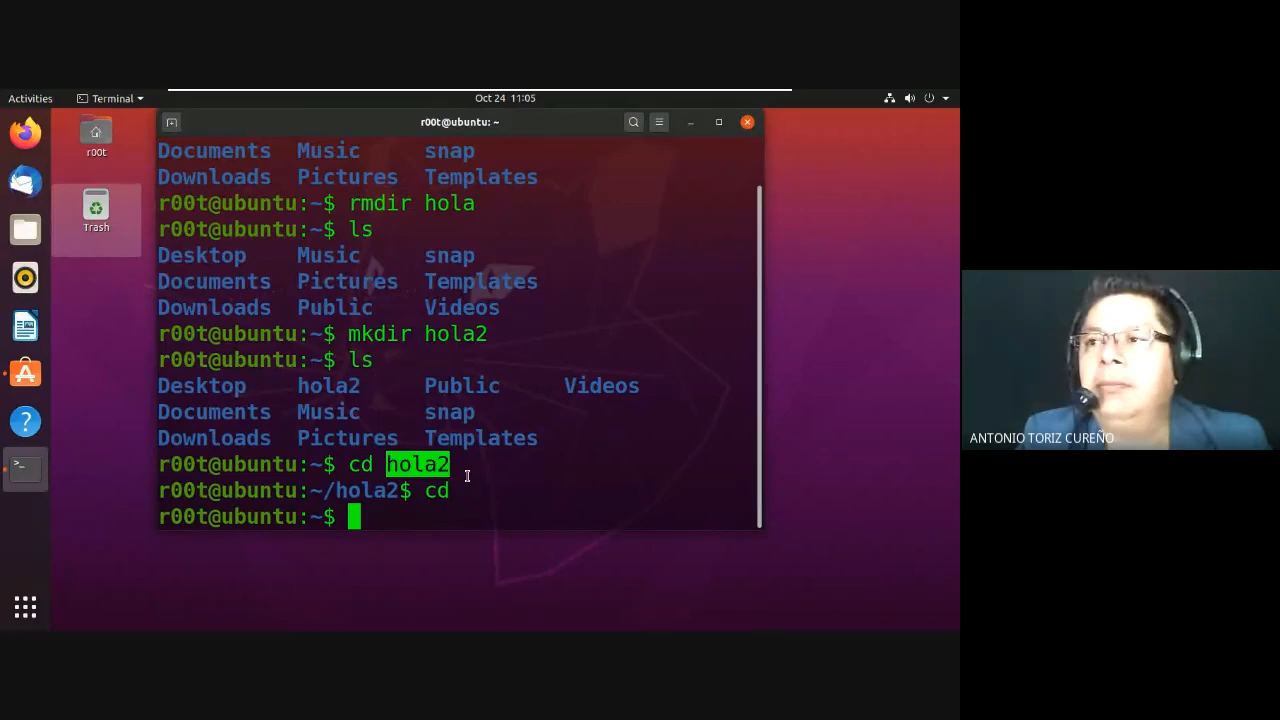 Activities
Terminal
Oct 24 11:05
r00t
Trash
r00t@ubuntu: ~
Documents Music snap
Downloads Pictures Templates
r00t@ubuntu:~$ rmdir hola
r00t@ubuntu:~$ ls
Desktop Music snap
Documents Pictures Templates
Downloads Public Videos
r00t@ubuntu:~$ mkdir hola2
r00t@ubuntu:~$ ls
Desktop hola2 Public Videos
Documents Music snap
Downloads Pictures Templates
r00t@ubuntu:~$ cd hola2
r00t@ubuntu:~/hola2$ cd
r00t@ubuntu:~$
ANTONIO TORIZ CUREÑO